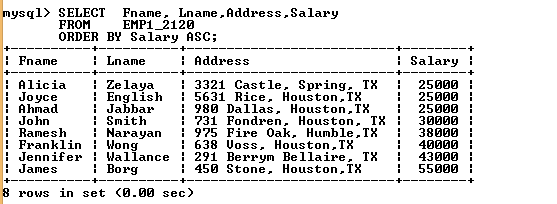 mysql> SELECT  Fname, Lname,Address,Salary
       FROM    EMP1_2120
       ORDER BY Salary ASC;
+----------+----------+--------------------------+--------+
| Fname    | Lname    | Address                  | Salary |
+----------+----------+--------------------------+--------+
| Alicia   | Zelaya   | 3321 Castle, Spring, TX  |  25000 |
| Joyce    | English  | 5631 Rice, Houston,TX    |  25000 |
| Ahmad    | Jabbar   | 980 Dallas, Houston,TX   |  25000 |
| John     | Smith    | 731 Fondren, Houston, TX |  30000 |
| Ramesh   | Narayan  | 975 Fire Oak, Humble,TX  |  38000 |
| Franklin | Wong     | 638 Voss, Houston,TX     |  40000 |
| Jennifer | Wallance | 291 Berrym Bellaire, TX  |  43000 |
| James    | Borg     | 450 Stone, Houston,TX    |  55000 |
+----------+----------+--------------------------+--------+
8 rows in set (0.00 sec)